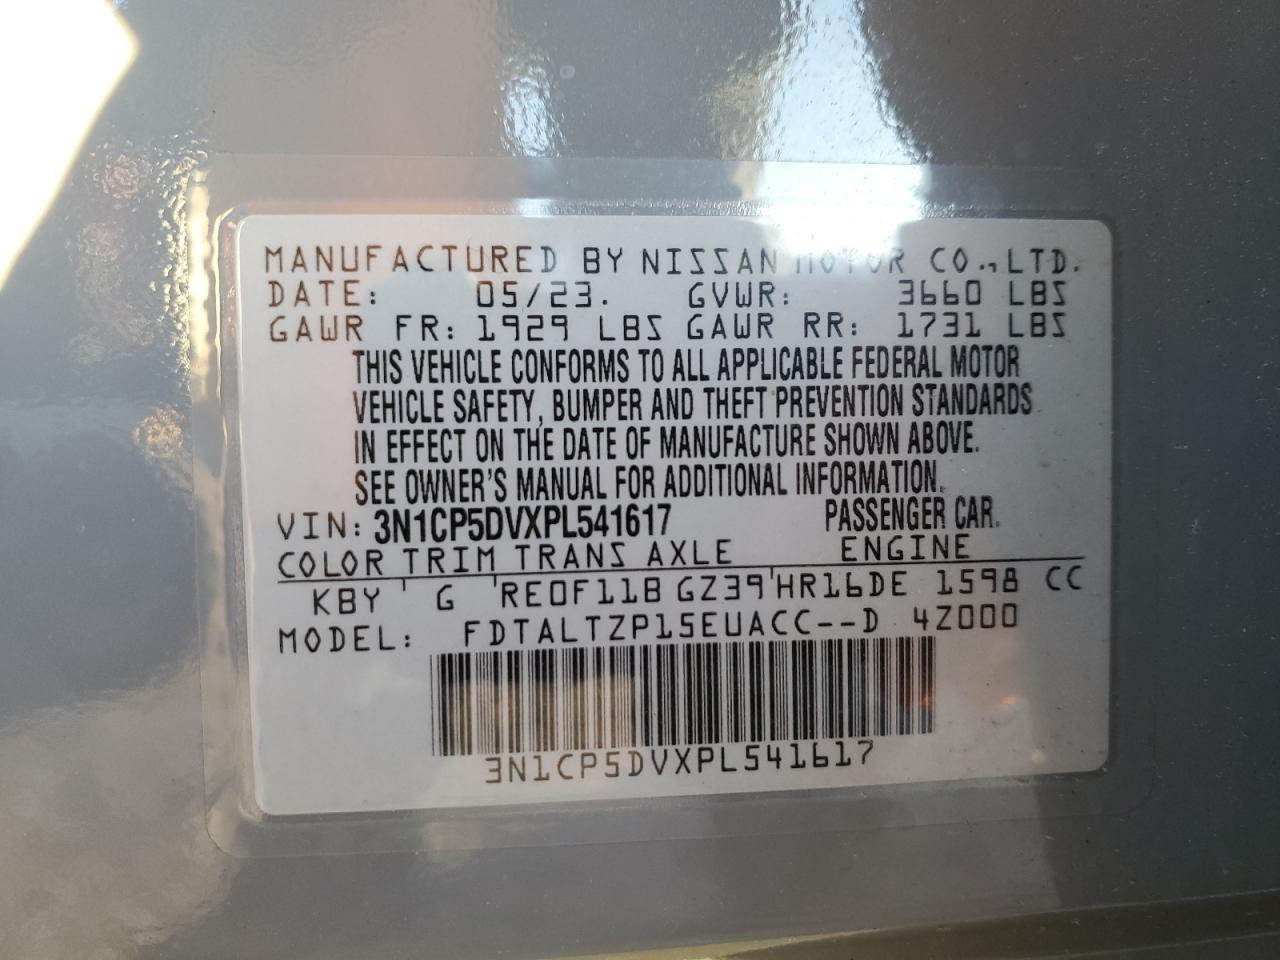 MANUFACTURED BY NISSAN MOTOR CO., LTD.
DATE: 05/23. GVWR: 3660 LBS
GAWR FR: 1929 LBS GAWR RR: 1731 LBS
THIS VEHICLE CONFORMS TO ALL APPLICABLE FEDERAL MOTOR
VEHICLE SAFETY, BUMPER AND THEFT PREVENTION STANDARDS
IN EFFECT ON THE DATE OF MANUFACTURE SHOWN ABOVE.
SEE OWNER'S MANUAL FOR ADDITIONAL INFORMATION.
VIN: 3N1CP5DVXPL541617 PASSENGER CAR.
COLOR TRIM TRANS AXLE ENGINE
KBY G RE0F11B GZ39 HR16DE 1598 CC
MODEL: FDTALTZP15EUACC--D 4Z000
3N1CP5DVXPL541617